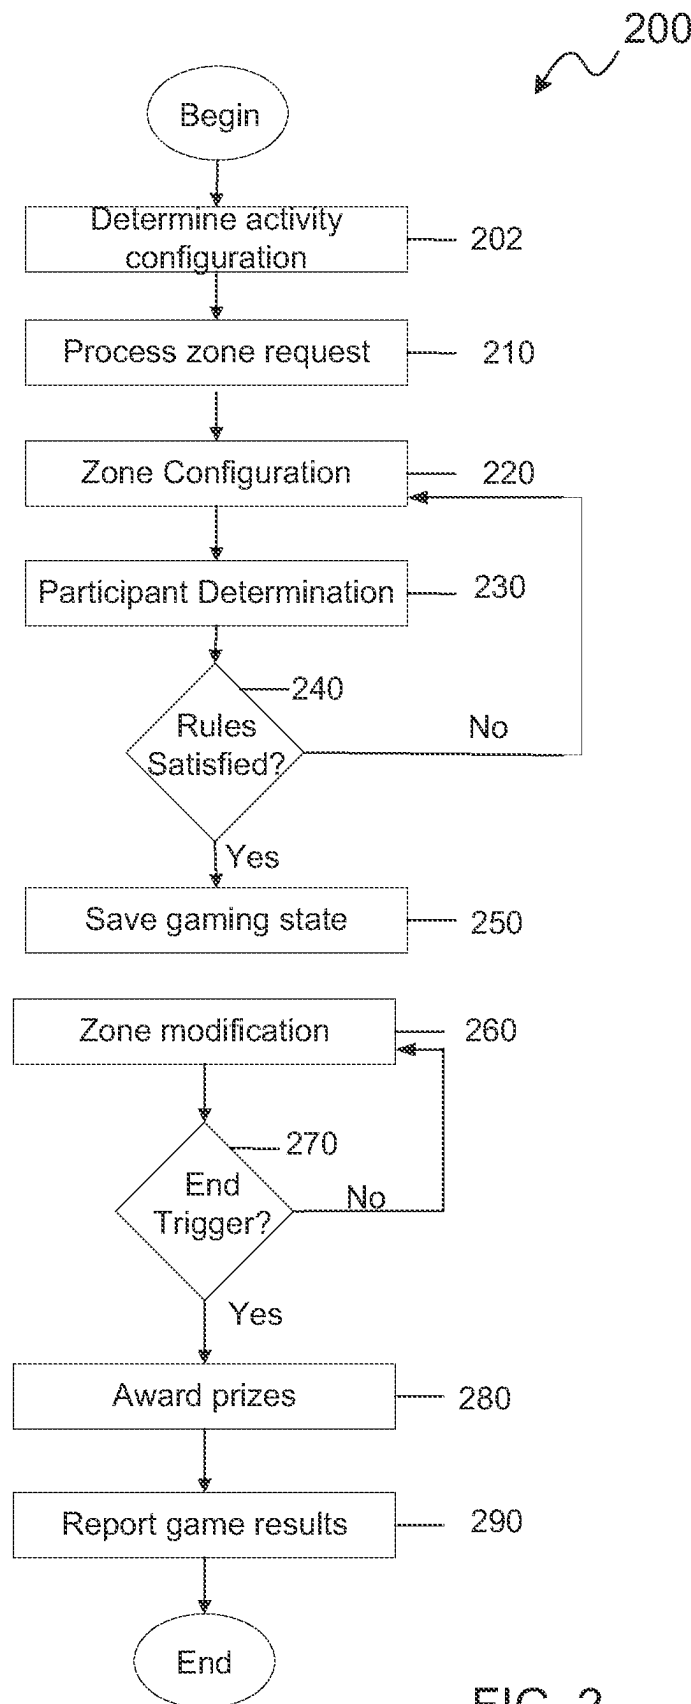 200
Begin
Determine activity
configuration
202
Process zone request
210
Zone Configuration
220
Participant Determination
230
240
Rules
Satisfied?
No
Yes
Save gaming state
250
Zone modification
260
270
End
Trigger?
No
Yes
Award prizes
280
Report game results
290
End
FIG. 2